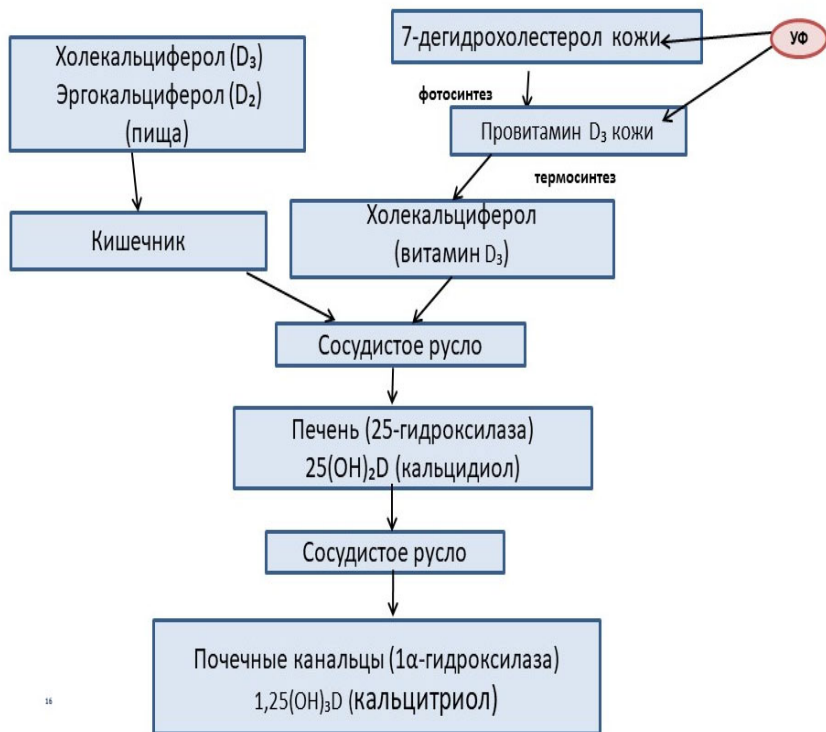 7-дегидрохолестерол кожи
УФ
Холекальциферол (D₃)
Эргокальциферол (D₂)
(пища)
фотосинтез
Провитамин D₃ кожи
термосинтез
Кишечник
Холекальциферол
(витамин D₃)
Сосудистое русло
Печень (25-гидроксилаза)
25(OH)₂D (кальцидиол)
Сосудистое русло
Почечные канальцы (1α-гидроксилаза)
1,25(OH)₃D (кальцитриол)
16